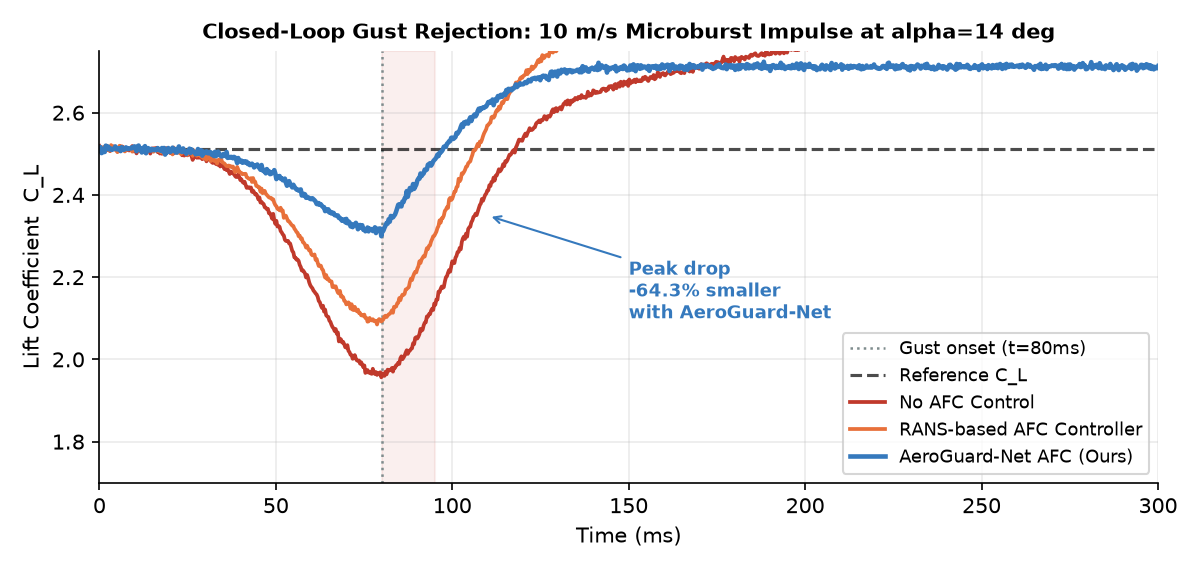 Closed-Loop Gust Rejection: 10 m/s Microburst Impulse at alpha=14 deg
Lift Coefficient C_L
2.6
2.4
2.2
2.0
1.8
Peak drop
-64.3% smaller
with AeroGuard-Net
Gust onset (t=80ms)
Reference C_L
No AFC Control
RANS-based AFC Controller
AeroGuard-Net AFC (Ours)
0
50
100
150
200
250
300
Time (ms)